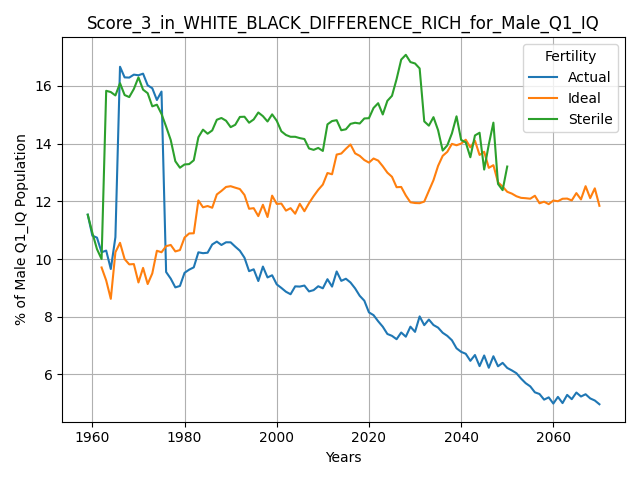 Score_3_in_WHITE_BLACK_DIFFERENCE_RICH_for_Male_Q1_IQ
Fertility
Actual
Ideal
Sterile
% of Male Q1_IQ Population
16
14
12
10
8
6
1960
1980
2000
2020
2040
2060
Years